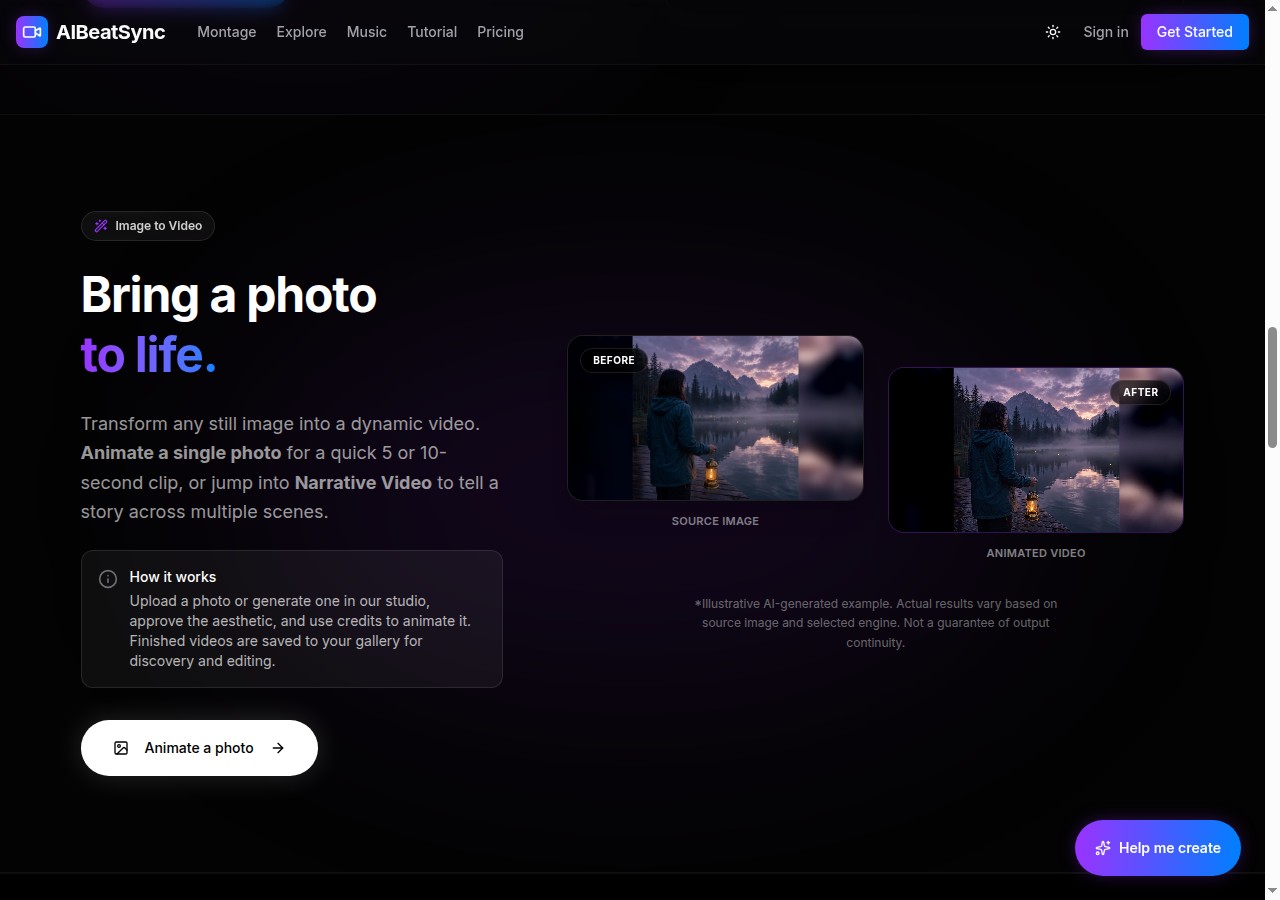 AIBeatSync
Montage
Explore
Music
Tutorial
Pricing
Sign in
Get Started
Image to Video
Bring a photo
to life.
Transform any still image into a dynamic video.
Animate a single photo for a quick 5 or 10-
second clip, or jump into Narrative Video to tell a
story across multiple scenes.
How it works
Upload a photo or generate one in our studio,
approve the aesthetic, and use credits to animate it.
Finished videos are saved to your gallery for
discovery and editing.
Animate a photo
BEFORE
SOURCE IMAGE
AFTER
ANIMATED VIDEO
*Illustrative AI-generated example. Actual results vary based on
source image and selected engine. Not a guarantee of output
continuity.
Help me create